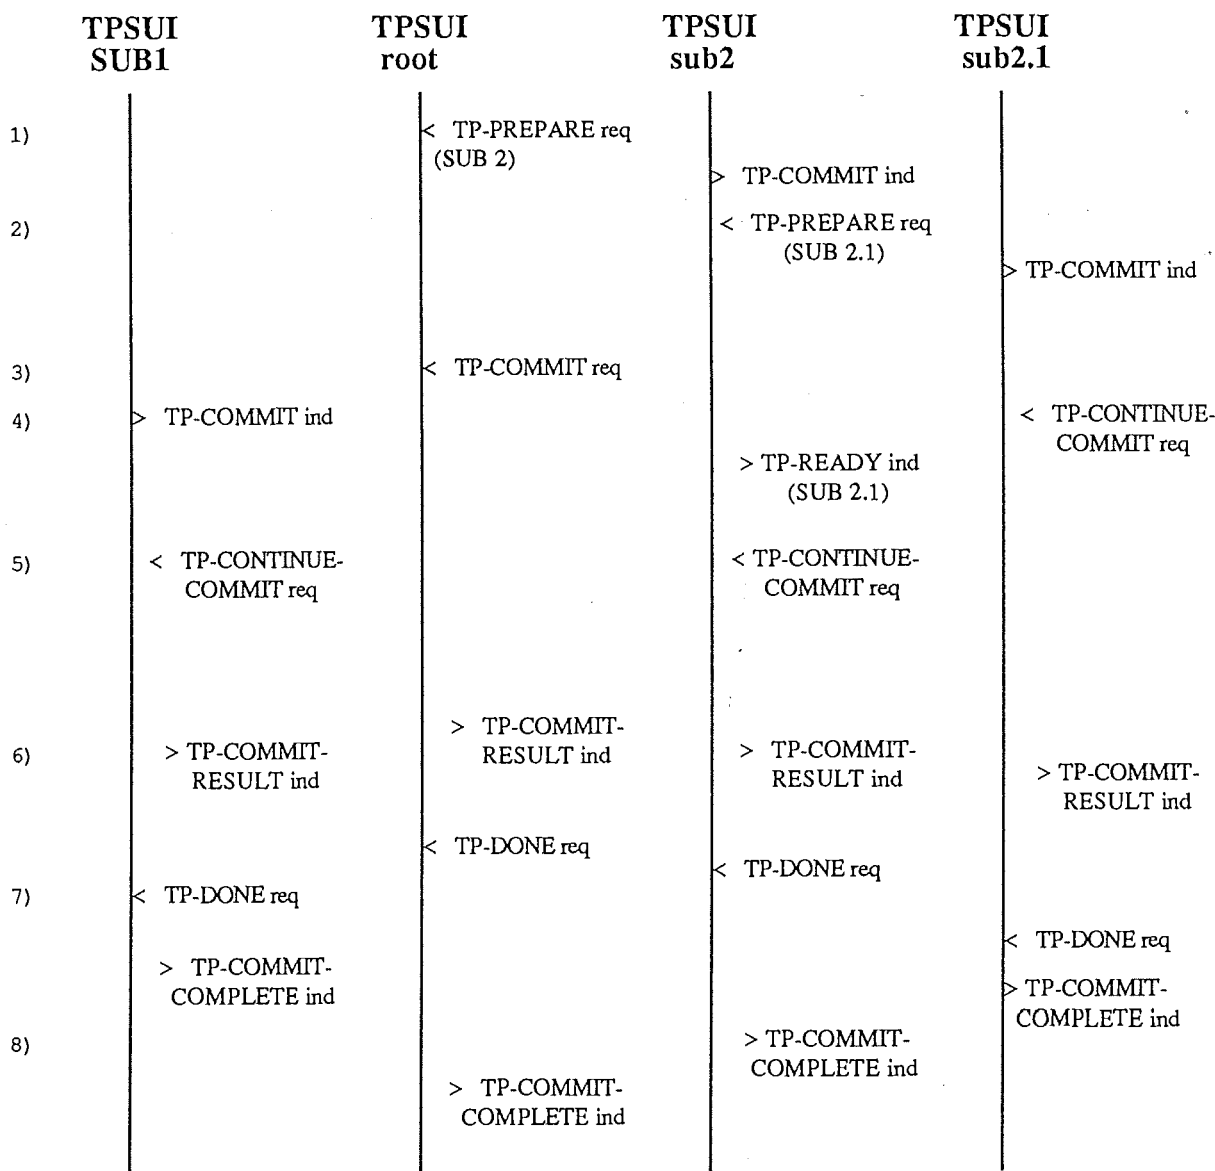 TPSUI TPSUI TPSUI TPSUI
SUB1 root sub2 sub2.1
1) < TP-PREPARE req
(SUB 2)
> TP-COMMIT ind
2) < TP-PREPARE req
(SUB 2.1)
> TP-COMMIT ind
3) < TP-COMMIT req
4) > TP-COMMIT ind < TP-CONTINUE-
COMMIT req
> TP-READY ind
(SUB 2.1)
5) < TP-CONTINUE- < TP-CONTINUE-
COMMIT req COMMIT req
> TP-COMMIT-
RESULT ind
6) > TP-COMMIT- > TP-COMMIT-
RESULT ind RESULT ind
> TP-COMMIT-
RESULT ind
< TP-DONE req
< TP-DONE req
7) < TP-DONE req
< TP-DONE req
> TP-COMMIT-
COMPLETE ind
> TP-COMMIT-
COMPLETE ind
8) > TP-COMMIT-
COMPLETE ind
> TP-COMMIT-
COMPLETE ind